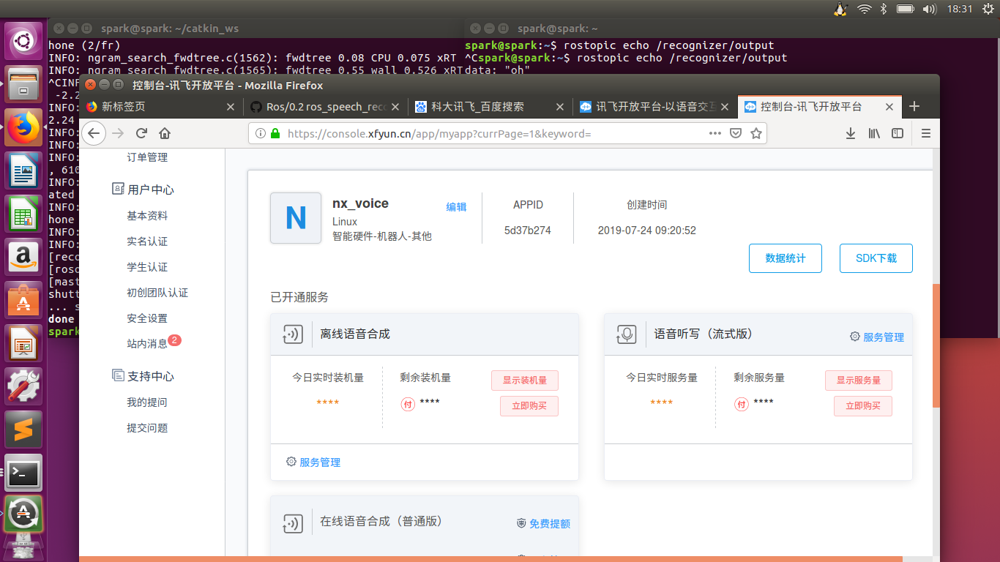 18:31
spark@spark: ~/catkin_ws
spark@spark: ~
hone (2/fr)
INFO: ngram_search_fwdtree.c(1562): fwdtree 0.08 CPU 0.075 xRT
INFO: ngram_search_fwdtree.c(1565): fwdtree 0.55 wall 0.526 xRT
^CINF
-2.2
INFO:
2.24
INFO:
INFO:
INFO:
, 610
INFO:
ated
INFO:
hone
INFO:
INFO:
[reco
[rosc
[mast
shutt
... s
done
spark
spark@spark:~$ rostopic echo /recognizer/output
^Cspark@spark:~$ rostopic echo /recognizer/output
data: "oh"
控制台-讯飞开放平台 - Mozilla Firefox
新标签页
Ros/0.2 ros_speech_reco
科大讯飞_百度搜索
讯飞开放平台-以语音交互
控制台-讯飞开放平台
https://console.xfyun.cn/app/myapp?currPage=1&keyword=
订单管理
用户中心
基本资料
实名认证
学生认证
初创团队认证
安全设置
站内消息 2
支持中心
我的提问
提交问题
N
nx_voice
编辑
Linux
智能硬件-机器人-其他
APPID
5d37b274
创建时间
2019-07-24 09:20:52
数据统计
SDK下载
已开通服务
离线语音合成
今日实时装机量
****
剩余装机量
付 ****
显示装机量
立即购买
服务管理
语音听写（流式版）
服务管理
今日实时服务量
****
剩余服务量
付 ****
显示服务量
立即购买
在线语音合成（普通版）
免费提额